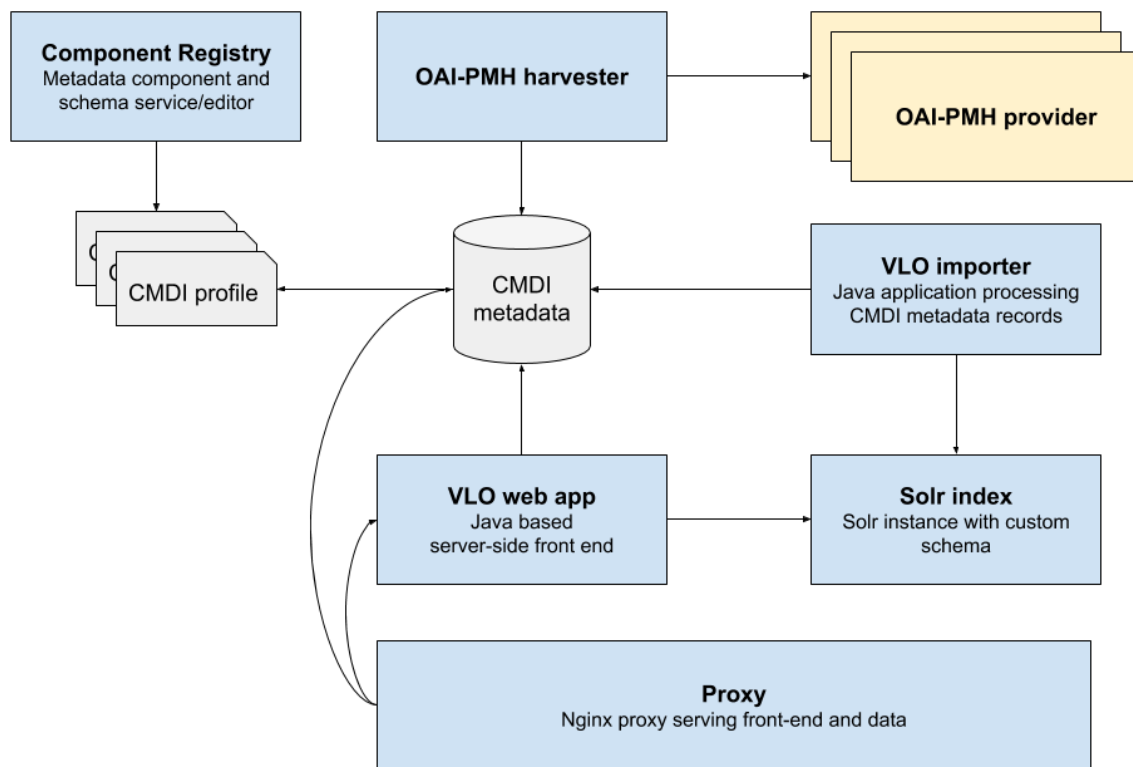 Component Registry
Metadata component and
schema service/editor
OAI-PMH harvester
OAI-PMH provider
C
C
CMDI profile
CMDI
metadata
VLO importer
Java application processing
CMDI metadata records
VLO web app
Java based
server-side front end
Solr index
Solr instance with custom
schema
Proxy
Nginx proxy serving front-end and data